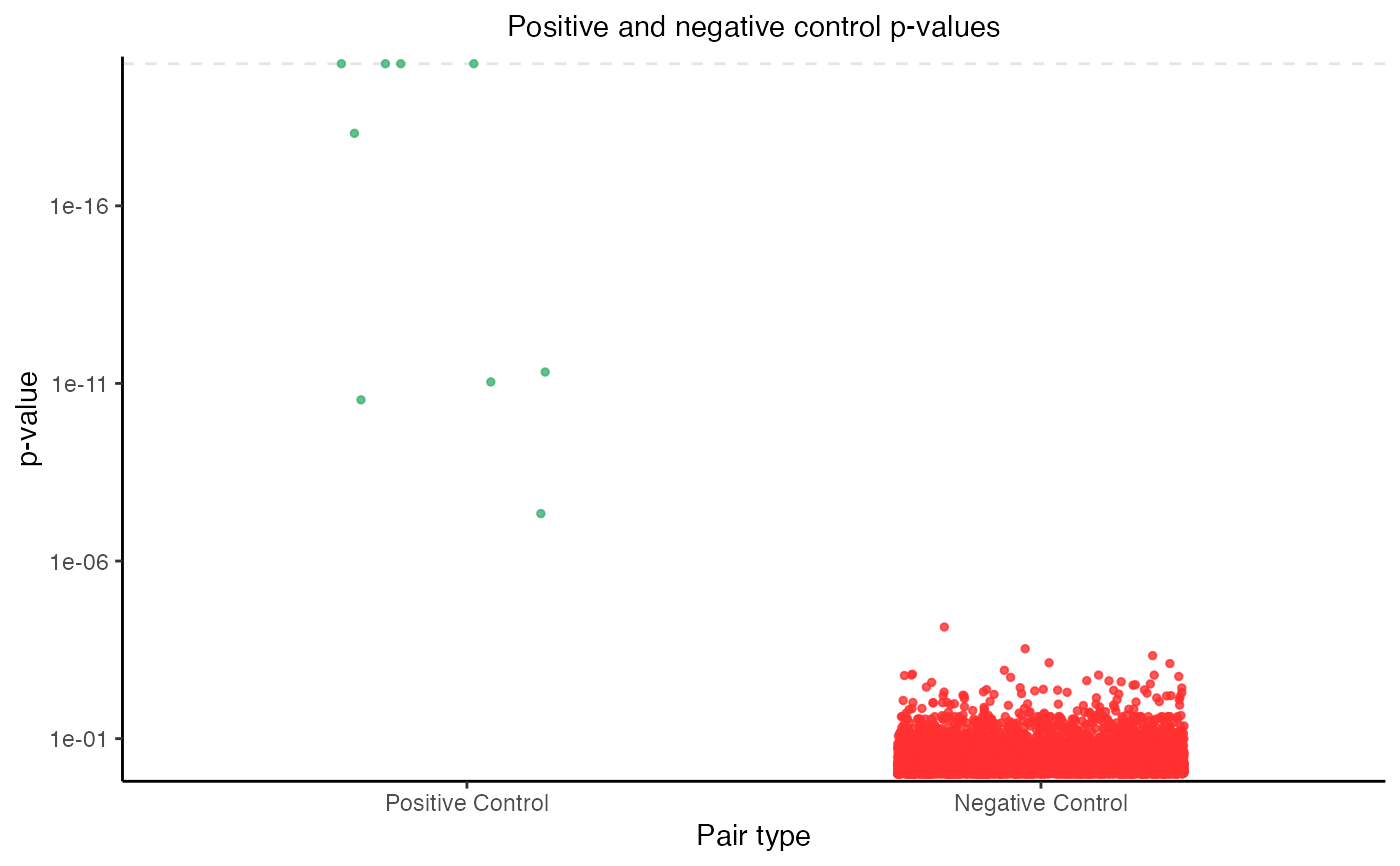 Positive and negative control p-values
p-value
1e-16
1e-11
1e-06
1e-01
Positive Control
Negative Control
Pair type